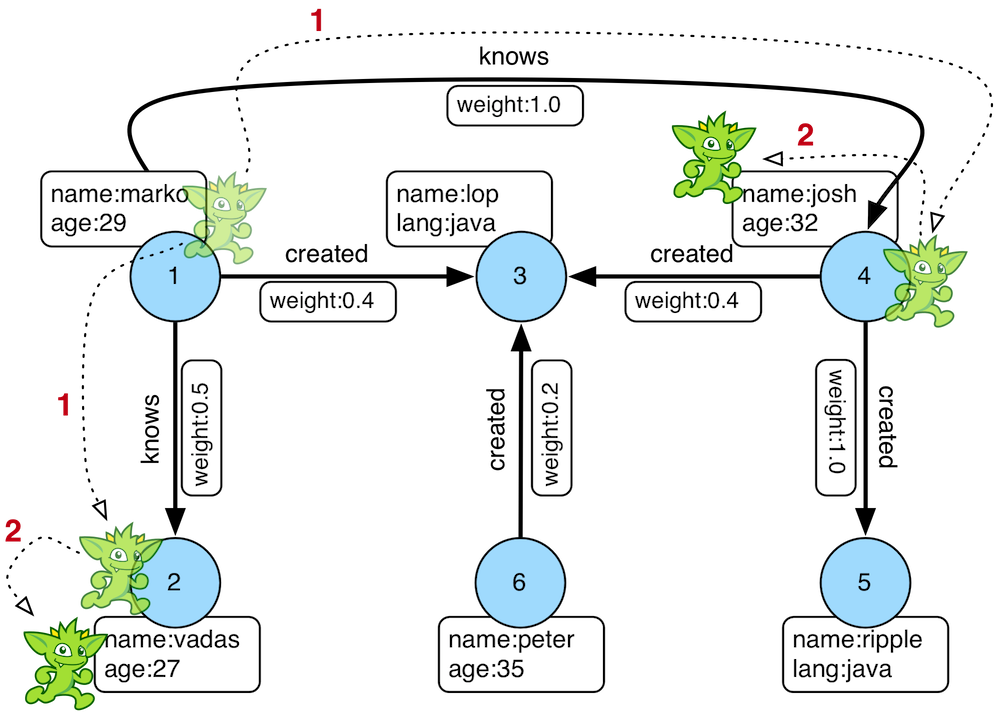 1
knows
weight:1.0
2
name:marko
age:29
name:lop
lang:java
name:josh
age:32
1
created
weight:0.4
3
created
weight:0.4
4
1
knows
weight:0.5
created
weight:0.2
weight:1.0
created
2
2
6
5
name:vadas
age:27
name:peter
age:35
name:ripple
lang:java